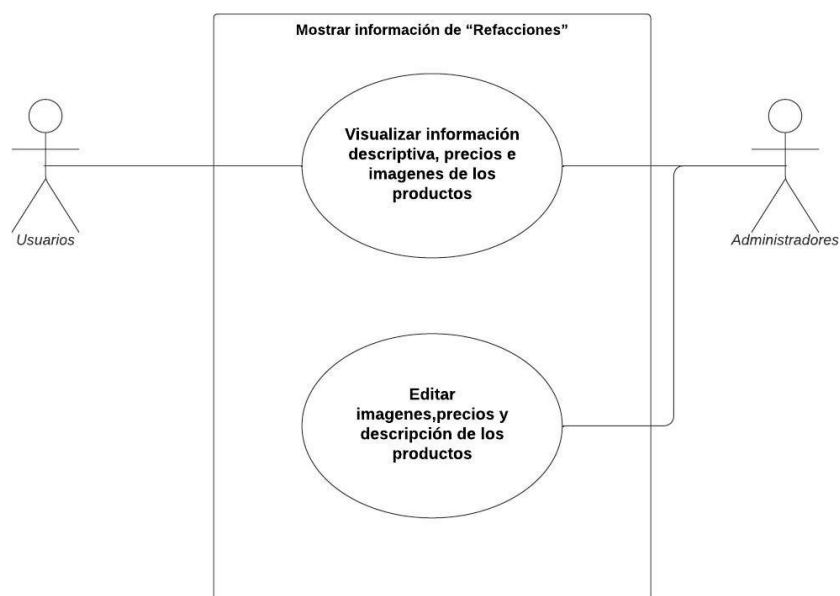 Mostrar información de “Refacciones”
Visualizar información
descriptiva, precios e
imagenes de los
productos
Usuarios
Administradores
Editar
imagenes,precios y
descripción de los
productos